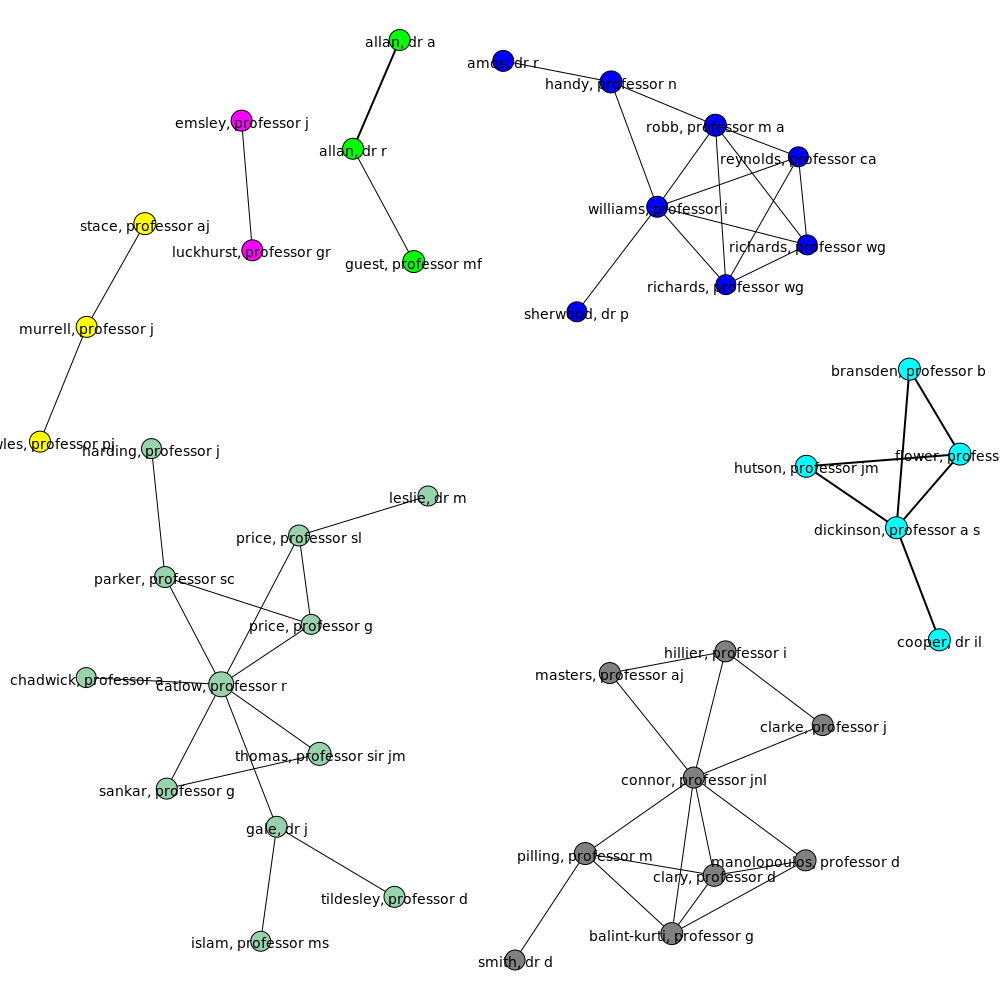 allan, dr a
amos, dr r
handy, professor n
emsley, professor j
robb, professor m a
allan, dr r
reynolds, professor ca
williams, professor i
stace, professor aj
richards, professor wg
luckhurst, professor gr
guest, professor mf
richards, professor wg
sherwood, dr p
murrell, professor j
bransden, professor b
professor pj
harding, professor j
flower,
hutson, professor jm
leslie, dr m
dickinson, professor a s
price, professor sl
parker, professor sc
price, professor g
cooper, dr il
hillier, professor i
masters, professor aj
chadwick, professor a
catlow, professor r
clarke, professor j
thomas, professor sir jm
connor, professor jnl
sankar, professor g
gale, dr j
pilling, professor m
manolopoulos, professor d
clary, professor d
tildesley, professor d
balint-kurti, professor g
islam, professor ms
smith, dr d